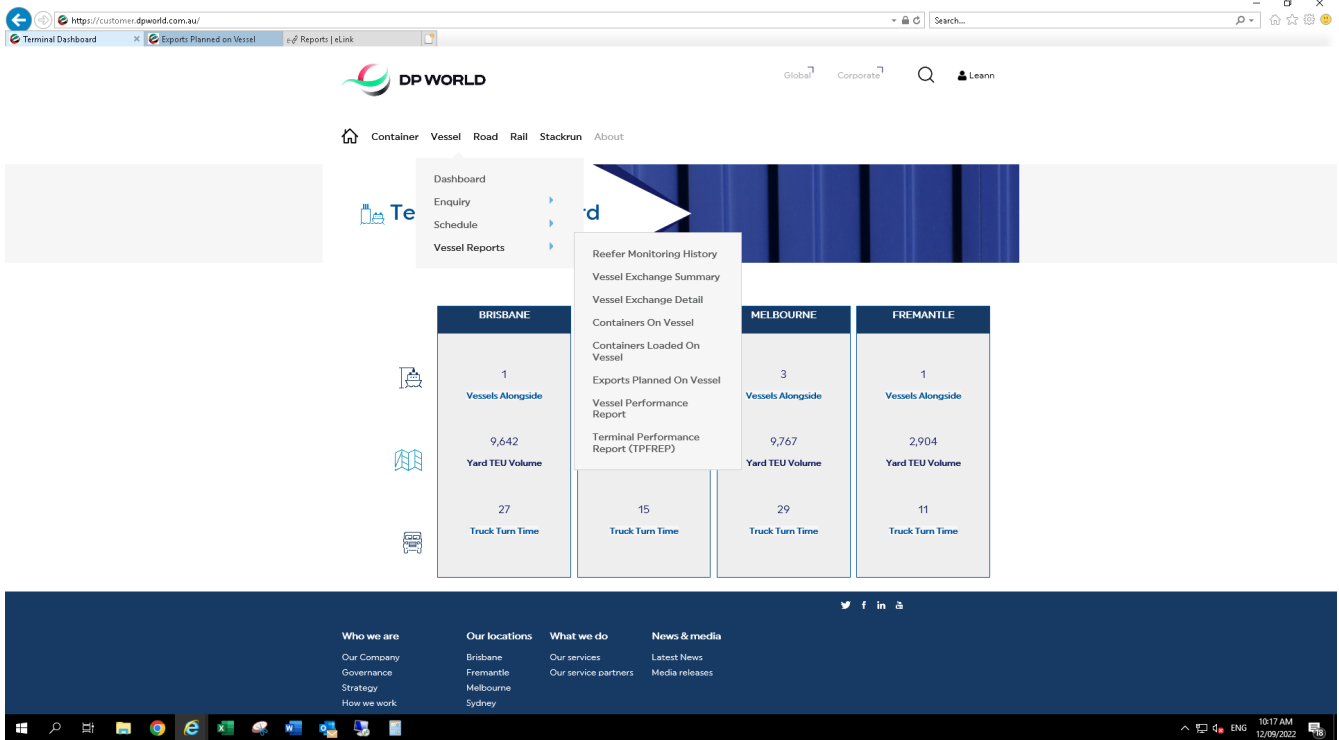 https://customer.dpworld.com.au/
Search...
Terminal Dashboard
Exports Planned on Vessel
Reports | eLink
DP WORLD
Global
Corporate
Leann
Container
Vessel
Road
Rail
Stackrun
About
Dashboard
Enquiry
Schedule
Vessel Reports
Te
rd
Reefer Monitoring History
Vessel Exchange Summary
Vessel Exchange Detail
Containers On Vessel
Containers Loaded On
Vessel
Exports Planned On Vessel
Vessel Performance
Report
Terminal Performance
Report (TPFREP)
BRISBANE
MELBOURNE
FREMANTLE
1
3
1
Vessels Alongside
Vessels Alongside
Vessels Alongside
9,642
9,767
2,904
Yard TEU Volume
Yard TEU Volume
Yard TEU Volume
27
15
29
11
Truck Turn Time
Truck Turn Time
Truck Turn Time
Truck Turn Time
Who we are
Our locations
What we do
News & media
Our Company
Brisbane
Our services
Latest News
Governance
Fremantle
Our service partners
Media releases
Strategy
Melbourne
How we work
Sydney
ENG
10:17 AM
12/09/2022
18